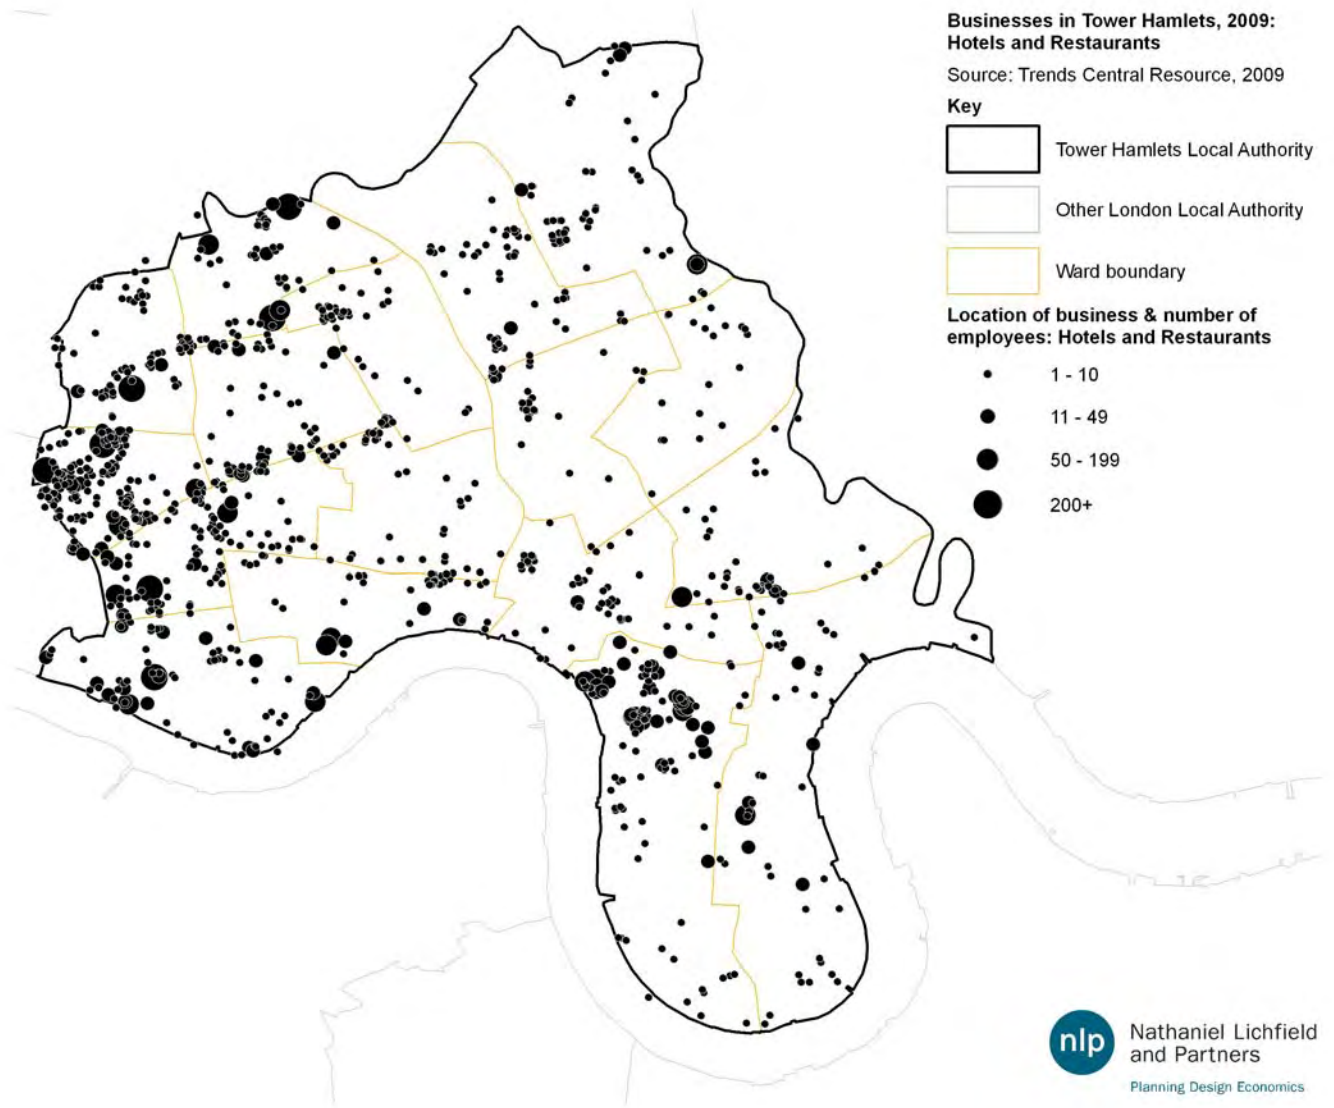 Businesses in Tower Hamlets, 2009:
Hotels and Restaurants
Source: Trends Central Resource, 2009
Key
Tower Hamlets Local Authority
Other London Local Authority
Ward boundary
Location of business & number of
employees: Hotels and Restaurants
1 - 10
11 - 49
50 - 199
200+
nlp
Nathaniel Lichfield
and Partners
Planning Design Economics